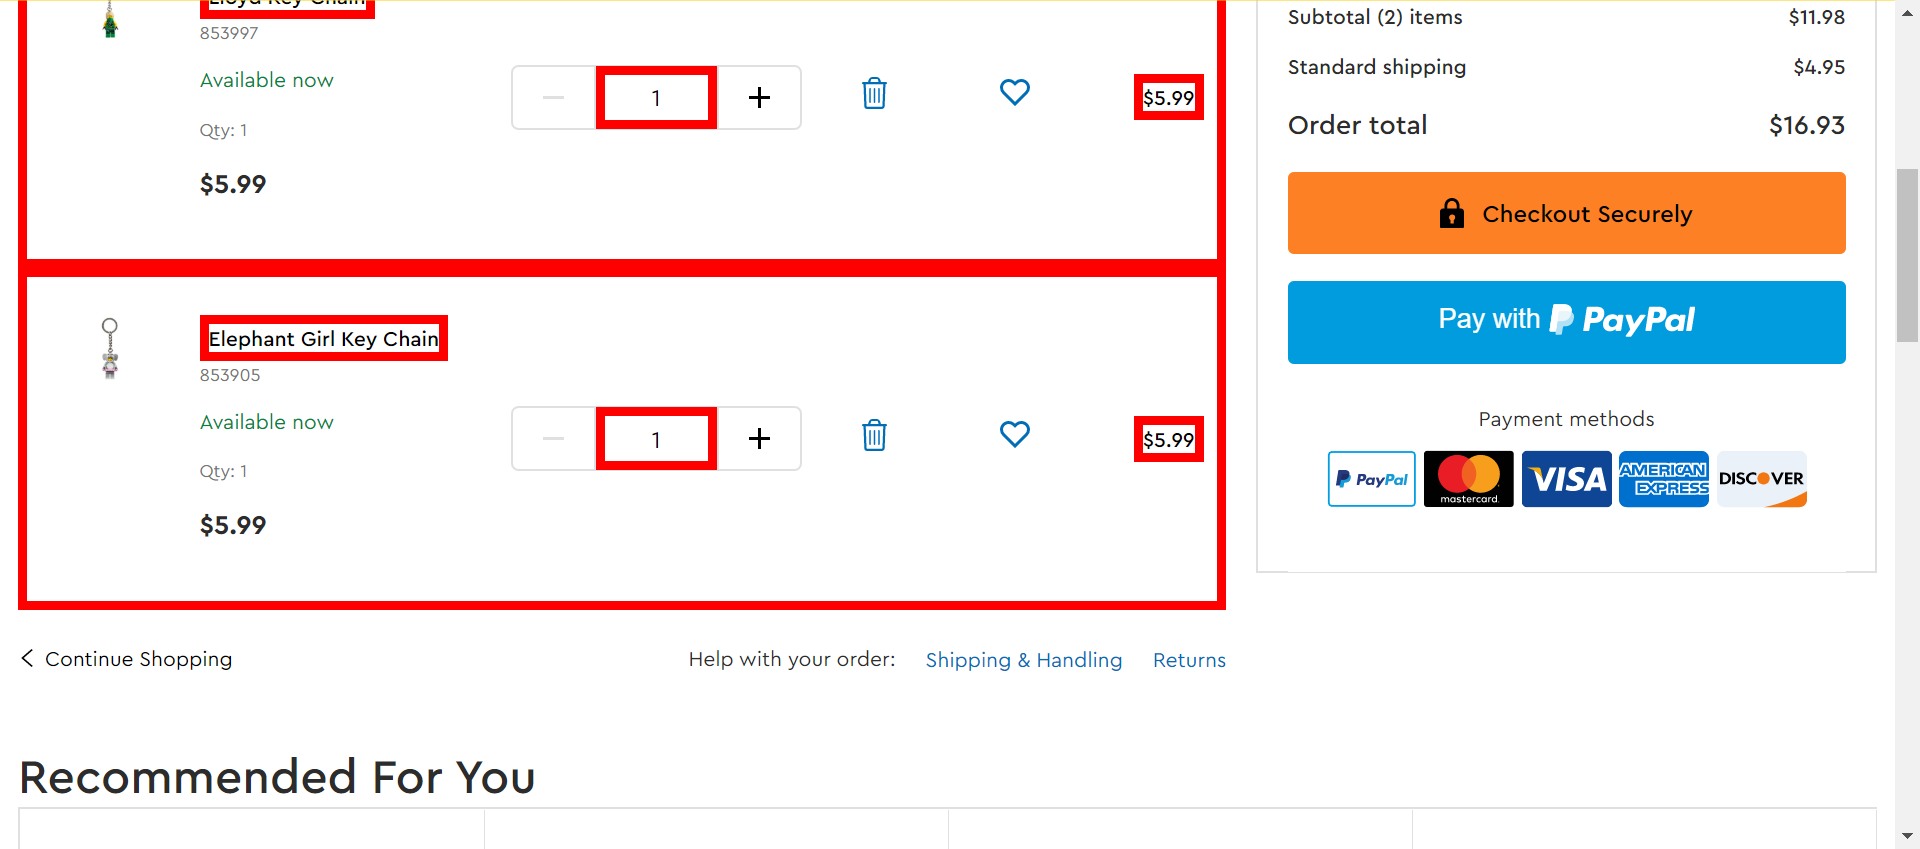 Lloyd Key Chain
853997
Available now
Qty: 1
$5.99
1
$5.99
Elephant Girl Key Chain
853905
Available now
Qty: 1
$5.99
1
$5.99
Continue Shopping
Help with your order: Shipping & Handling Returns
Subtotal (2) items $11.98
Standard shipping $4.95
Order total $16.93
Checkout Securely
Pay with PayPal
Payment methods
PayPal
mastercard
VISA
AMERICAN EXPRESS
DISCOVER
Recommended For You